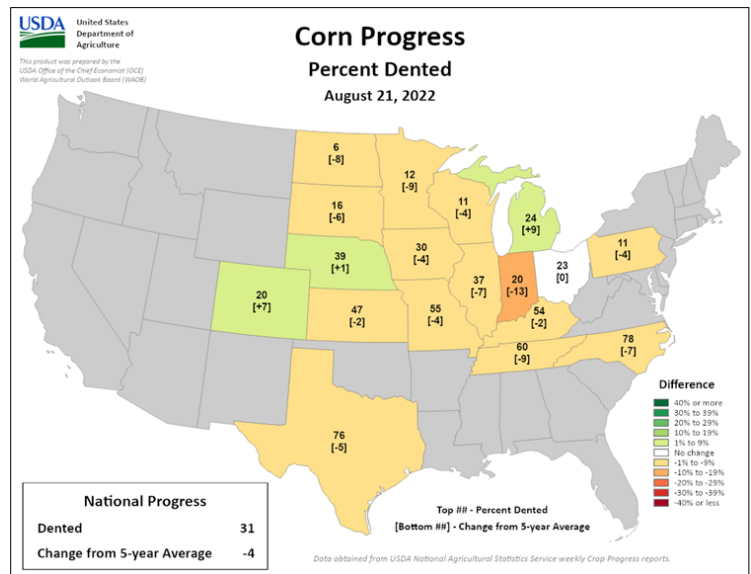 USDA
United States
Department of
Agriculture
This product was prepared by the
USDA Office of the Chief Economist (OCE)
World Agricultural Outlook Board (WAOB)
Corn Progress
Percent Dented
August 21, 2022
6
[-8]
12
[-9]
11
[-4]
16
[-6]
24
[+9]
39
[+1]
30
[-4]
11
[-4]
23
[0]
37
[-7]
20
[-13]
20
[+7]
47
[-2]
55
[-4]
54
[-2]
60
[-9]
78
[-7]
76
[-5]
Difference
40% or more
30% to 39%
20% to 29%
10% to 19%
1% to 9%
No change
-1% to -9%
-10% to -19%
-20% to -29%
-30% to -39%
-40% or less
National Progress
Dented 31
Change from 5-year Average -4
Top ## - Percent Dented
[Bottom ##] - Change from 5-year Average
Data obtained from USDA National Agricultural Statistics Service weekly Crop Progress reports.